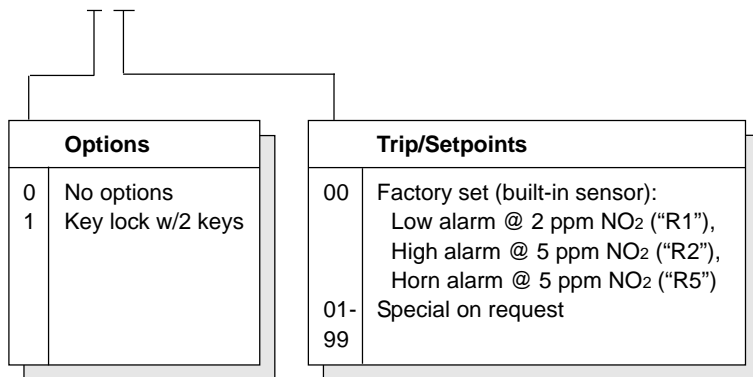 Options
0 No options
1 Key lock w/2 keys
Trip/Setpoints
00 Factory set (built-in sensor):
Low alarm @ 2 ppm NO2 (“R1”),
High alarm @ 5 ppm NO2 (“R2”),
Horn alarm @ 5 ppm NO2 (“R5”)
01- Special on request
99